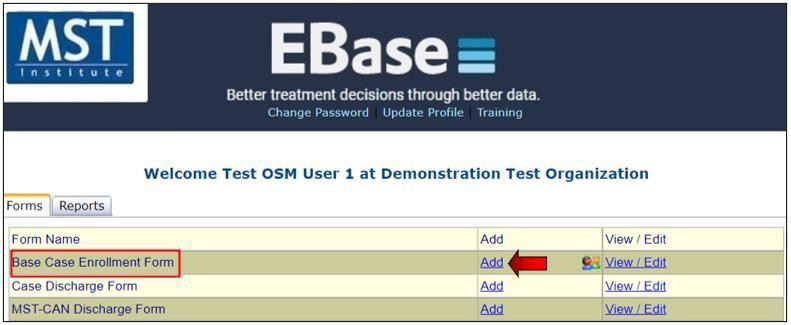 MST
Institute
EBase
Better treatment decisions through better data.
Change Password | Update Profile | Training
Welcome Test OSM User 1 at Demonstration Test Organization
Forms Reports
Form Name Add View / Edit
Base Case Enrollment Form Add View / Edit
Case Discharge Form Add View / Edit
MST-CAN Discharge Form Add View / Edit